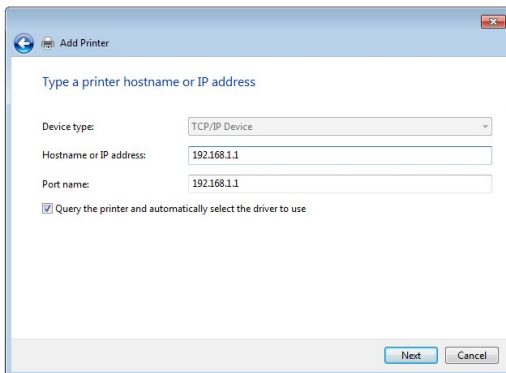 Add Printer
Type a printer hostname or IP address
Device type: TCP/IP Device
Hostname or IP address: 192.168.1.1
Port name: 192.168.1.1
Query the printer and automatically select the driver to use
Next Cancel